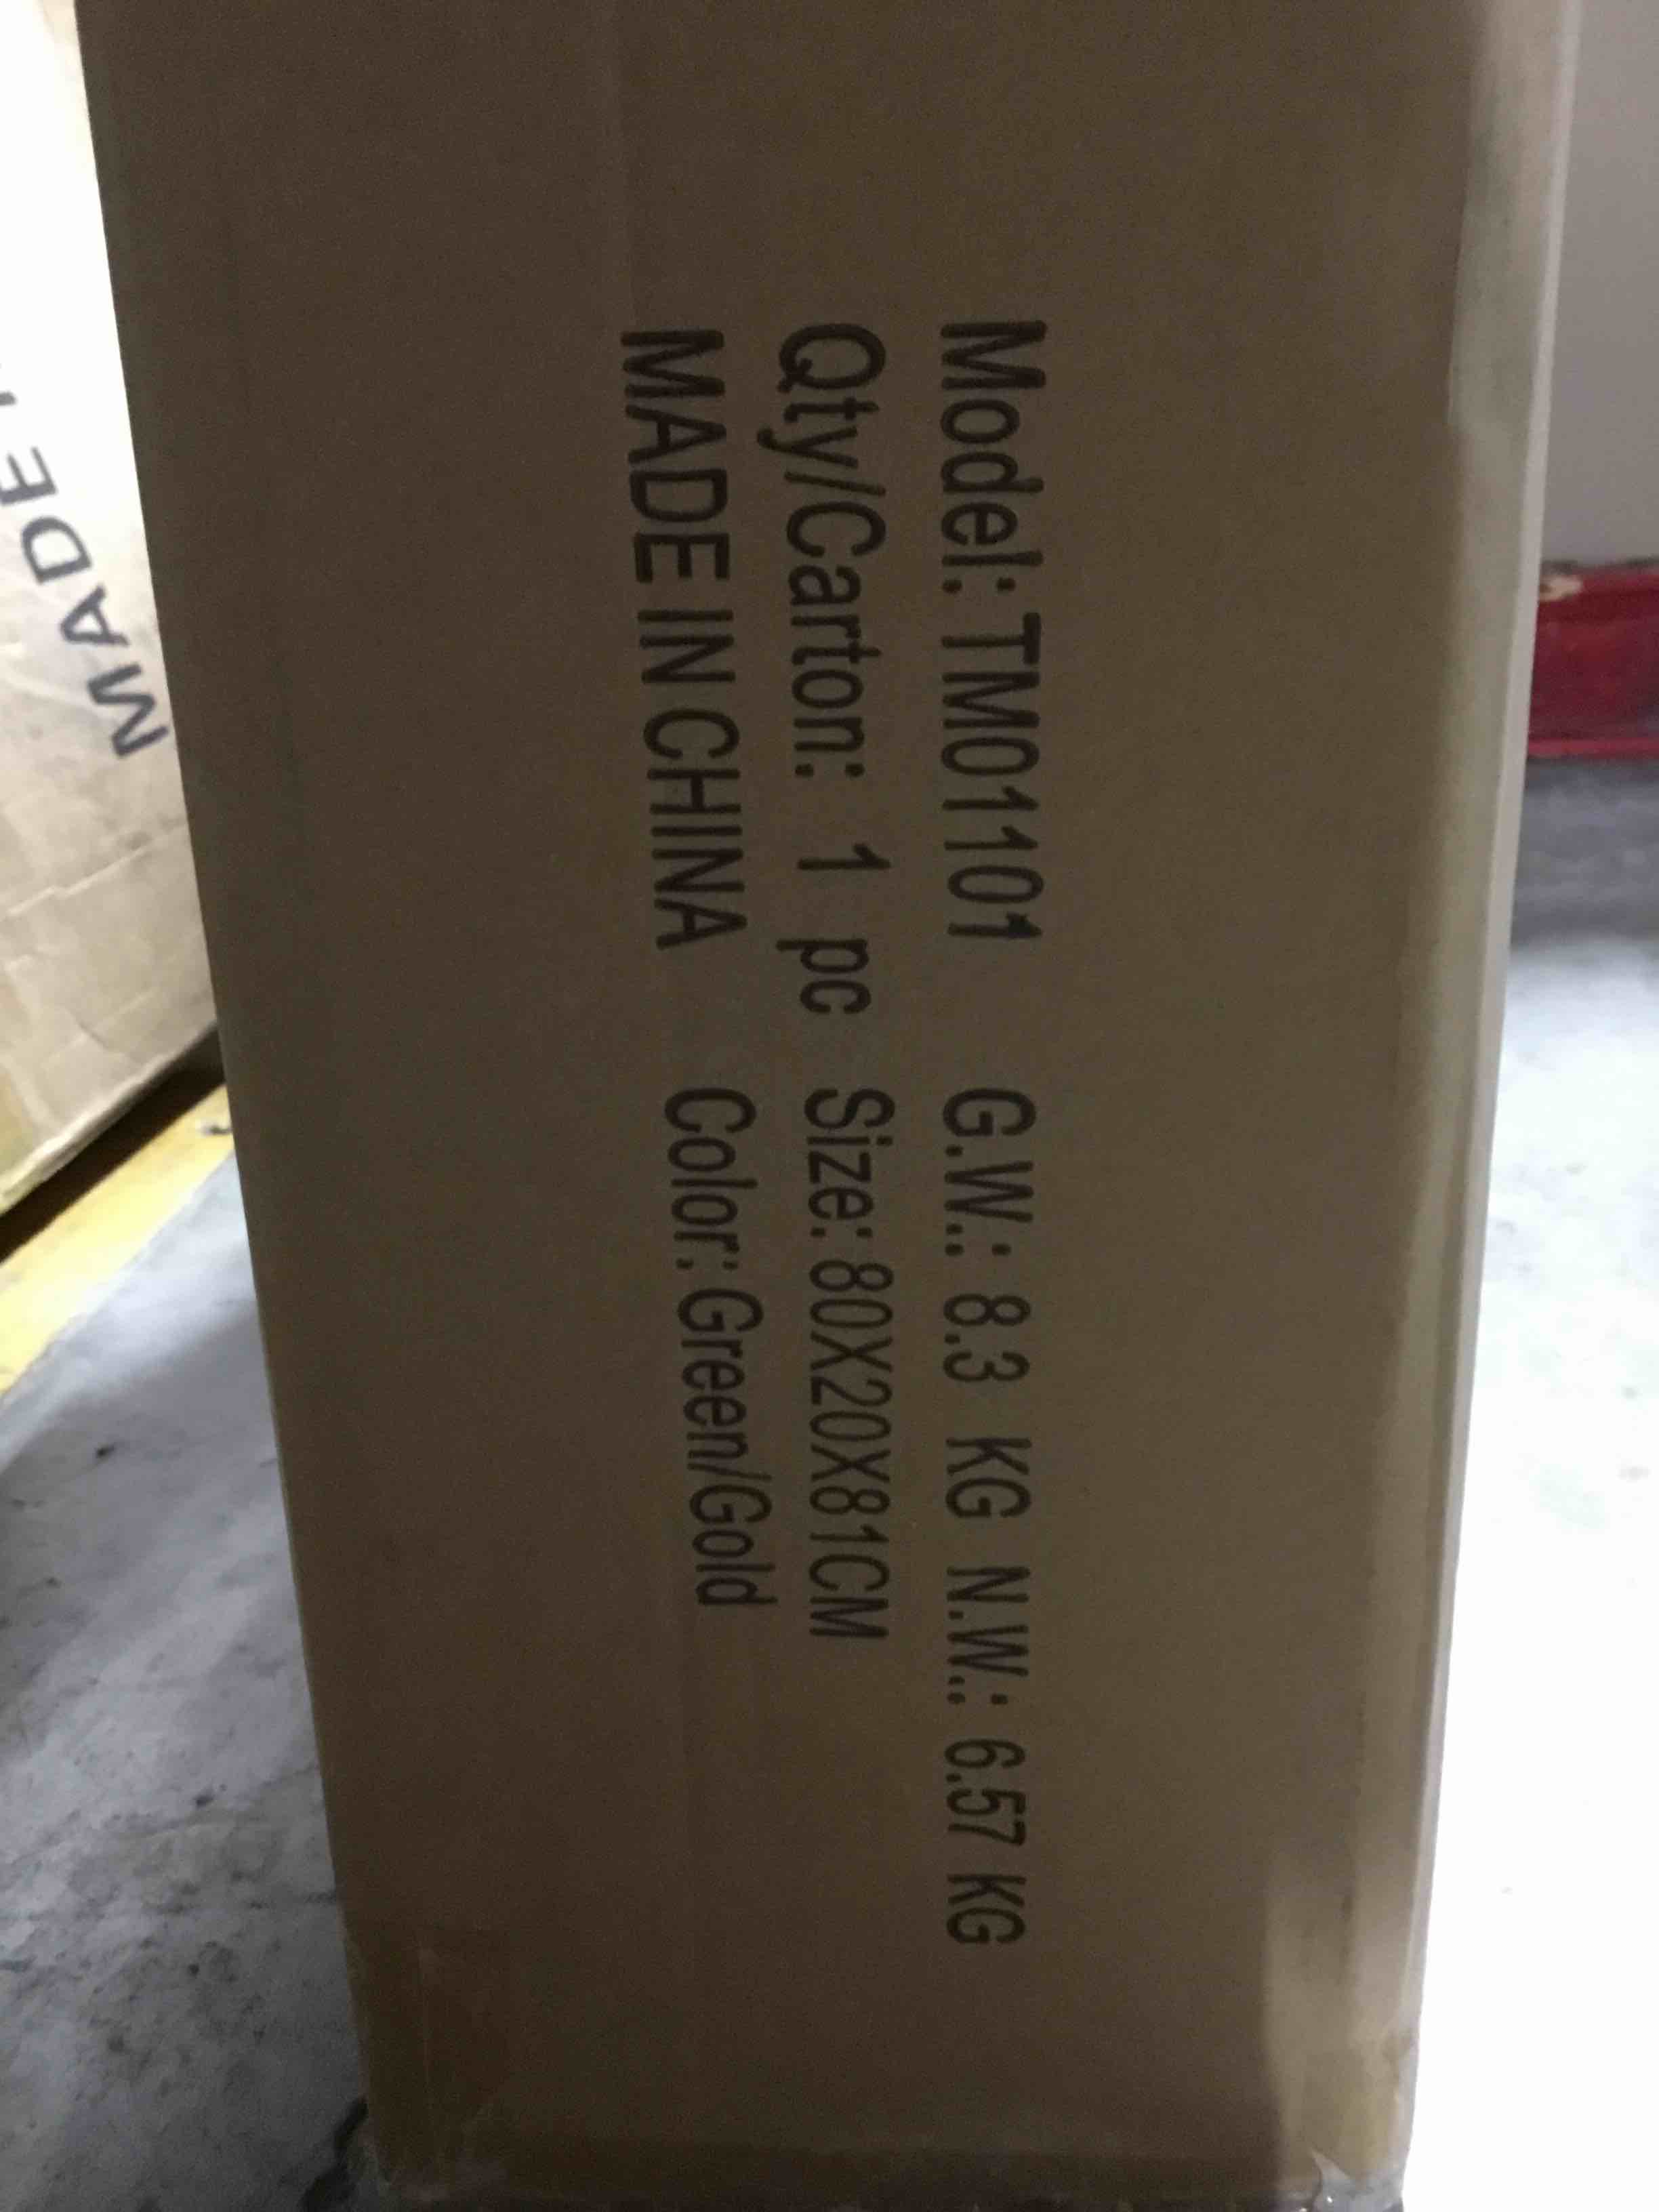 Model: TM01101 G.W.: 8.3 KG N.W.: 6.57 KG
Qty/Carton: 1 pc Size: 80X20X81CM
MADE IN CHINA Color: Green/Gold
MADE